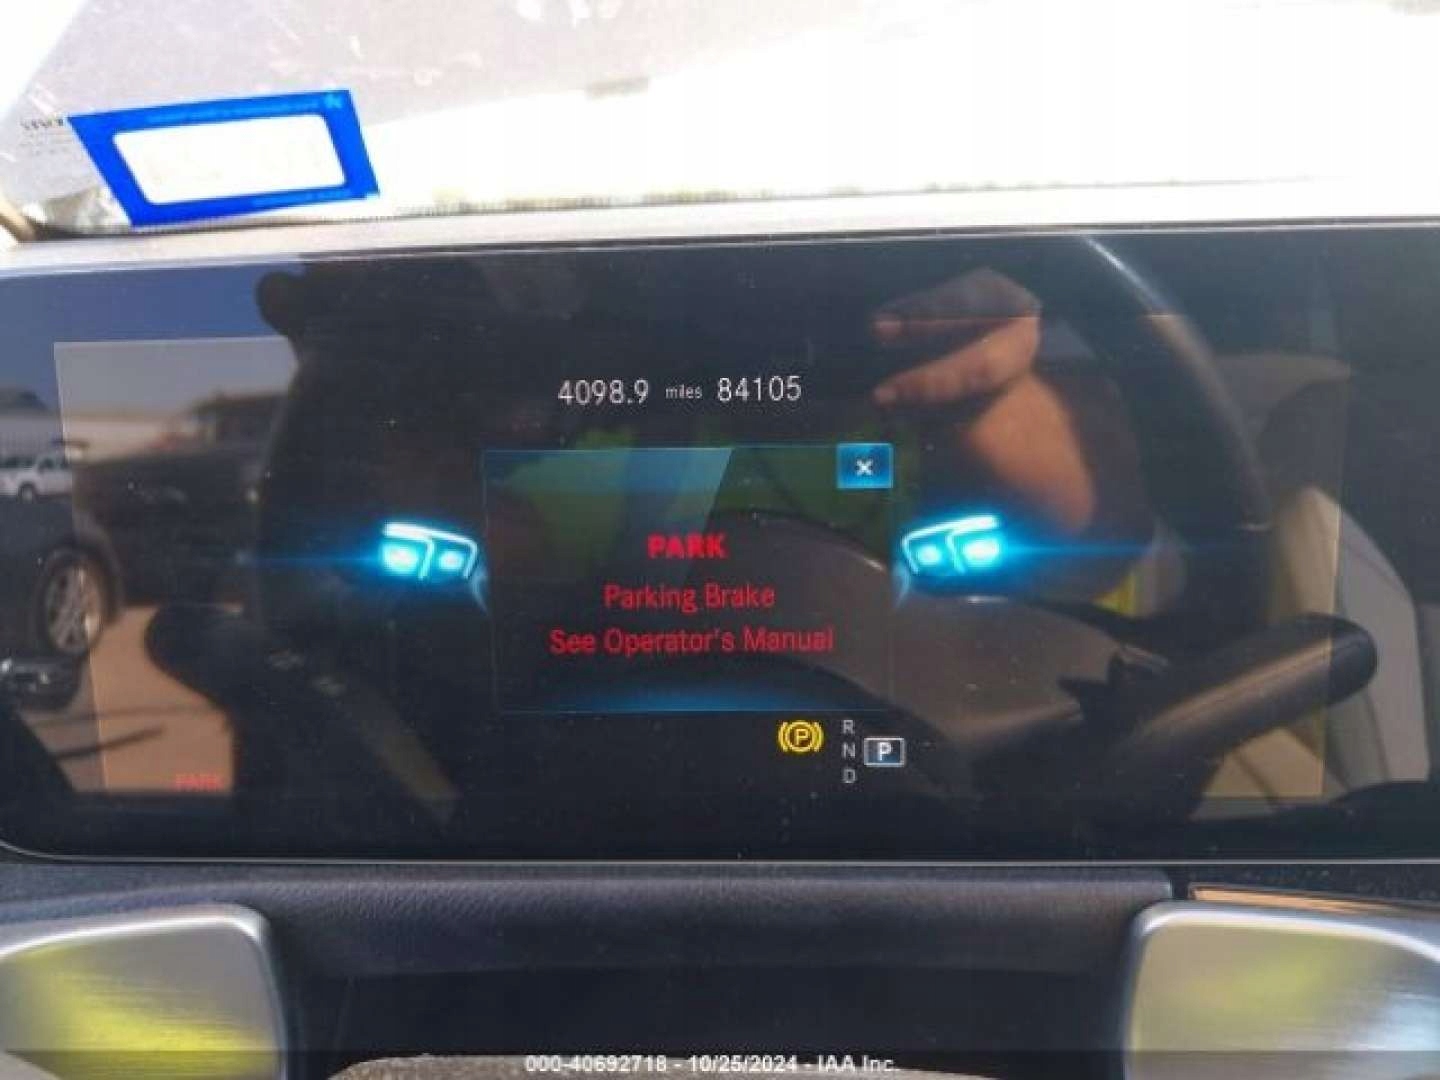 4098.9 miles 84105
×
PARK
Parking Brake
See Operator's Manual
P
R
N P
D
PARK
000-40692718 - 10/25/2024 - IAA Inc.